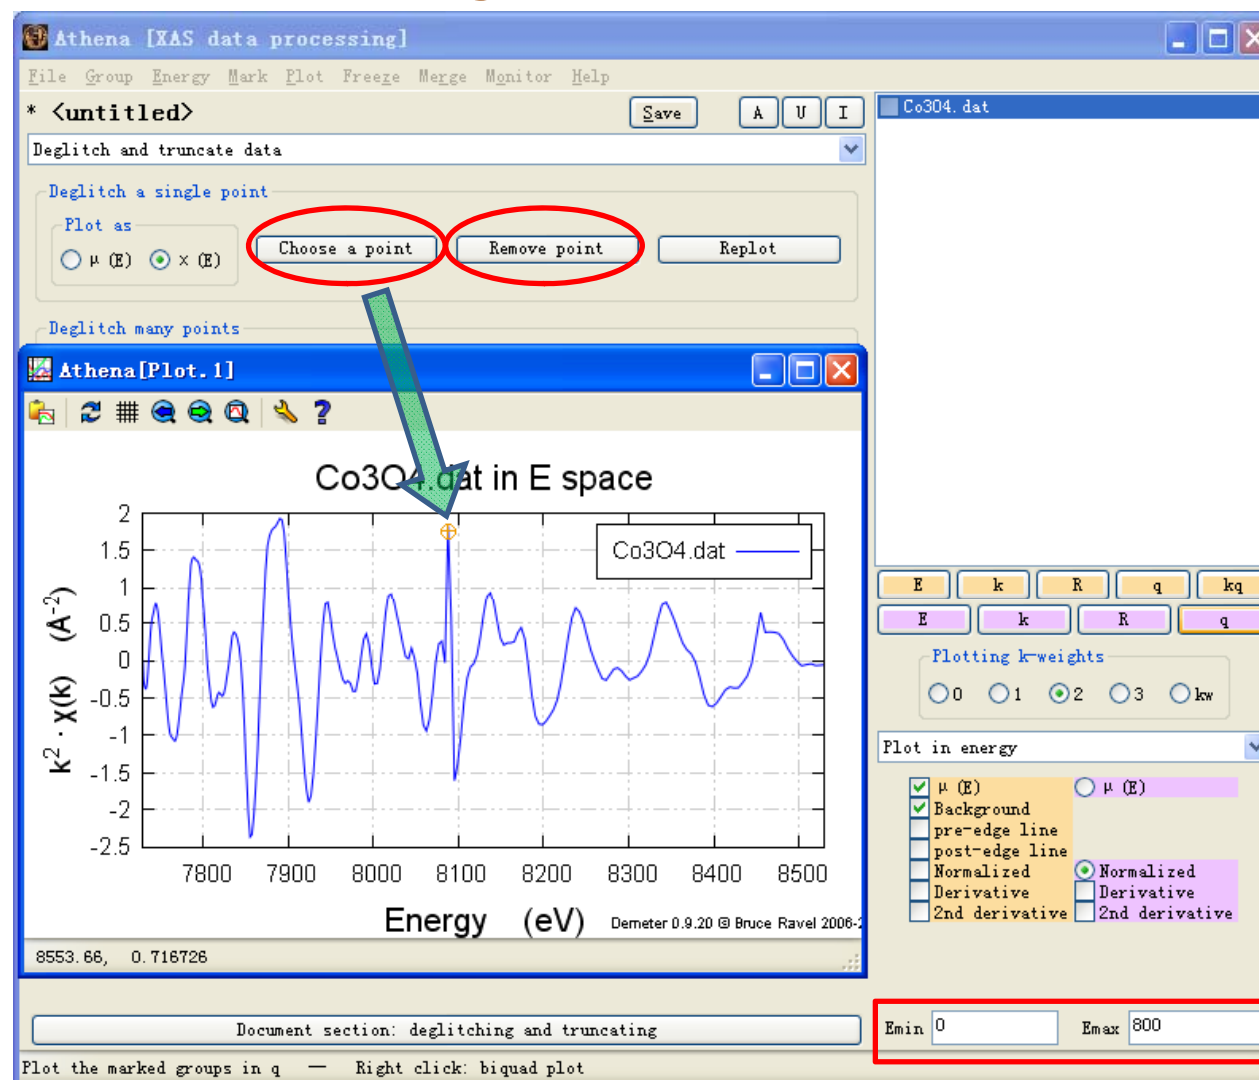 Athena [XAS data processing]
File Group Energy Mark Plot Freeze Merge Monitor Help
* <untitled>
Save
A U I
Co3O4.dat
Deglitch and truncate data
Deglitch a single point
Plot as
μ (E) χ (E)
Choose a point
Remove point
Replot
Deglitch many points
Athena[Plot.1]
Co3O4.dat in E space
Co3O4.dat
k² · χ(k) (Å⁻²)
2
1.5
1
0.5
0
-0.5
-1
-1.5
-2
-2.5
7800 7900 8000 8100 8200 8300 8400 8500
Energy (eV)
Demeter 0.9.20 © Bruce Ravel 2006-2
8553.66, 0.716726
E k R q kq
E k R q
Plotting k-weights
0 1 2 3 kw
Plot in energy
μ (E) μ (E)
Background
pre-edge line
post-edge line
Normalized Normalized
Derivative Derivative
2nd derivative 2nd derivative
Document section: deglitching and truncating
Emin 0 Emax 800
Plot the marked groups in q — Right click: biquad plot